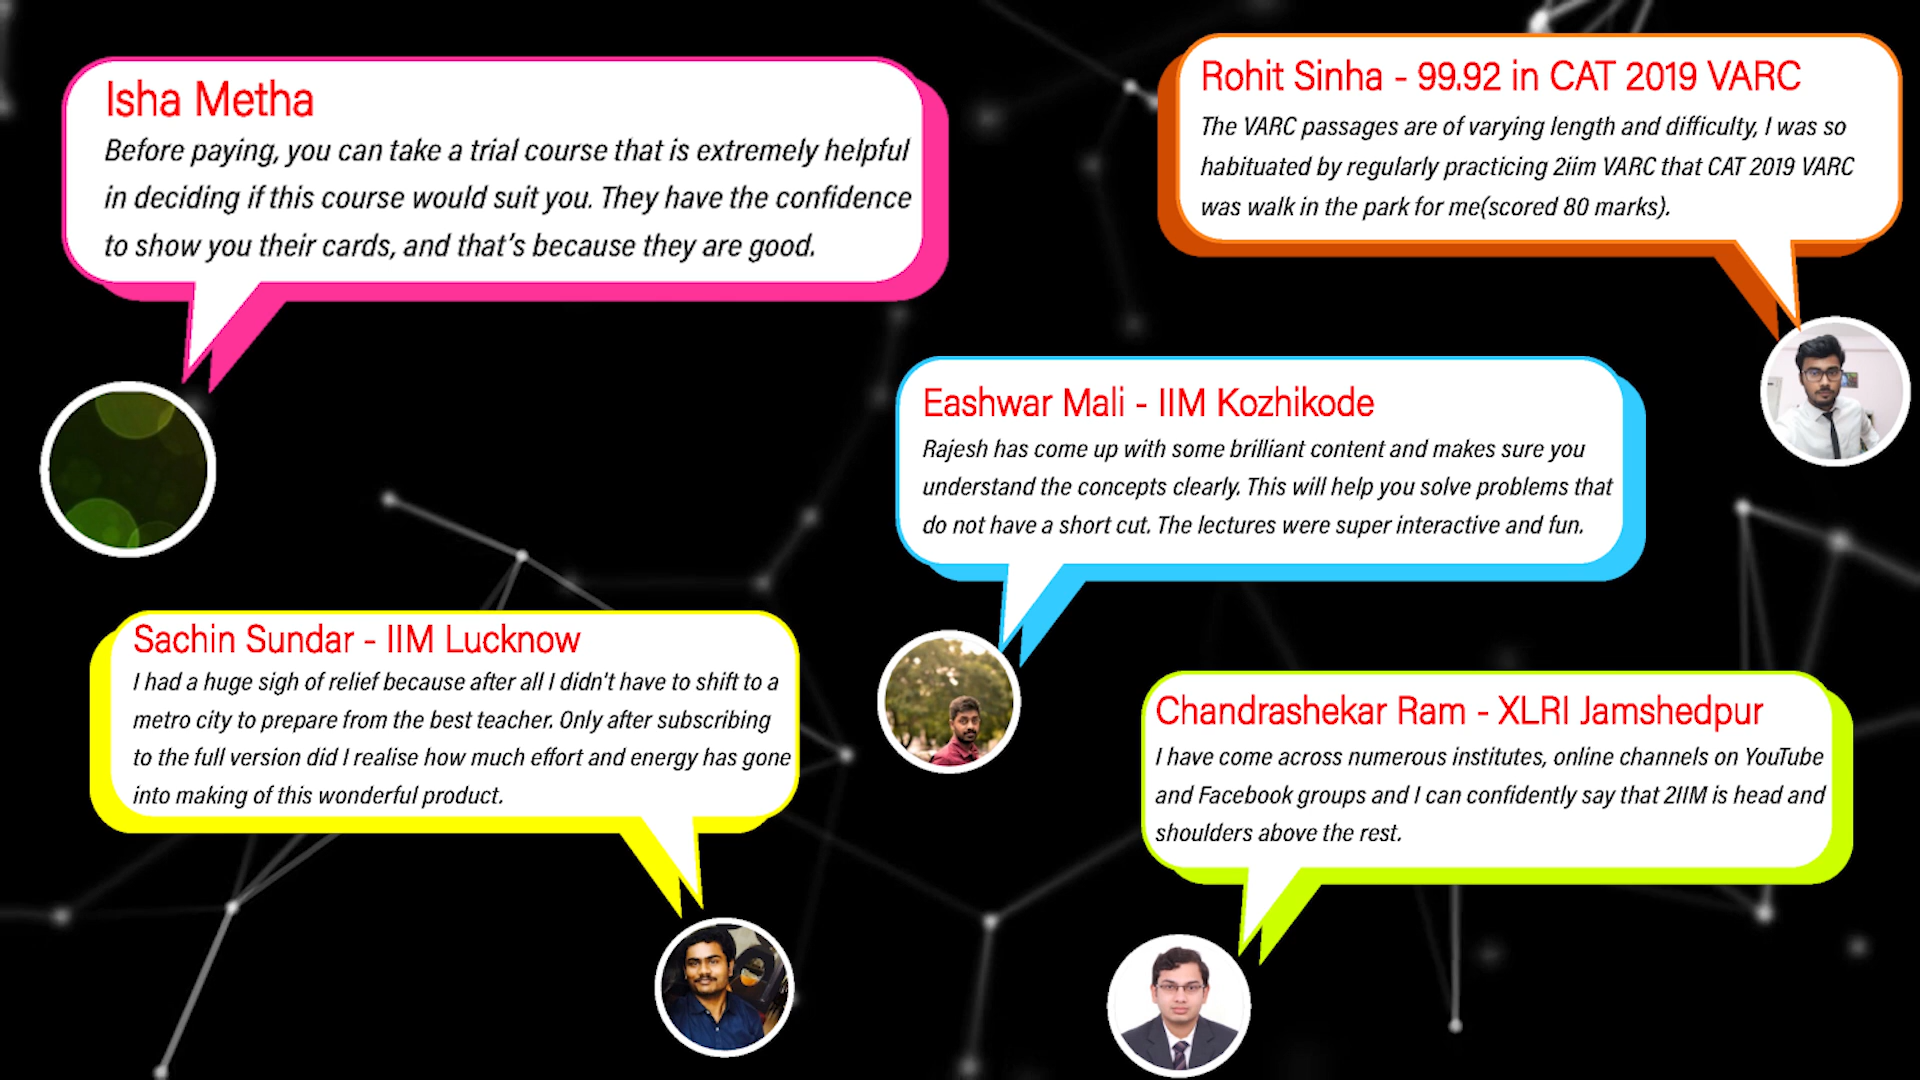 Isha Metha
Before paying, you can take a trial course that is extremely helpful
in deciding if this course would suit you. They have the confidence
to show you their cards, and that's because they are good.
Rohit Sinha - 99.92 in CAT 2019 VARC
The VARC passages are of varying length and difficulty, I was so
habituated by regularly practicing 2iim VARC that CAT 2019 VARC
was walk in the park for me(scored 80 marks).
Eashwar Mali - IIM Kozhikode
Rajesh has come up with some brilliant content and makes sure you
understand the concepts clearly. This will help you solve problems that
do not have a short cut. The lectures were super interactive and fun.
Sachin Sundar - IIM Lucknow
I had a huge sigh of relief because after all I didn't have to shift to a
metro city to prepare from the best teacher. Only after subscribing
to the full version did I realise how much effort and energy has gone
into making of this wonderful product.
Chandrashekar Ram - XLRI Jamshedpur
I have come across numerous institutes, online channels on YouTube
and Facebook groups and I can confidently say that 2IIM is head and
shoulders above the rest.